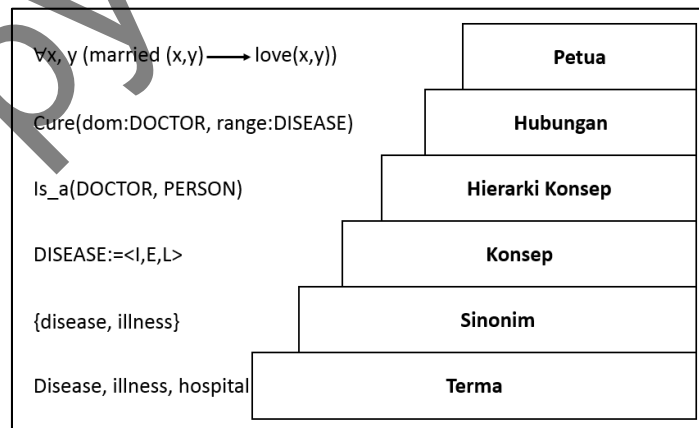 ∀x, y (married (x,y) ⟶ love(x,y))
Petua
Cure(dom:DOCTOR, range:DISEASE)
Hubungan
Is_a(DOCTOR, PERSON)
Hierarki Konsep
DISEASE:=<I,E,L>
Konsep
{disease, illness}
Sinonim
Disease, illness, hospital
Terma